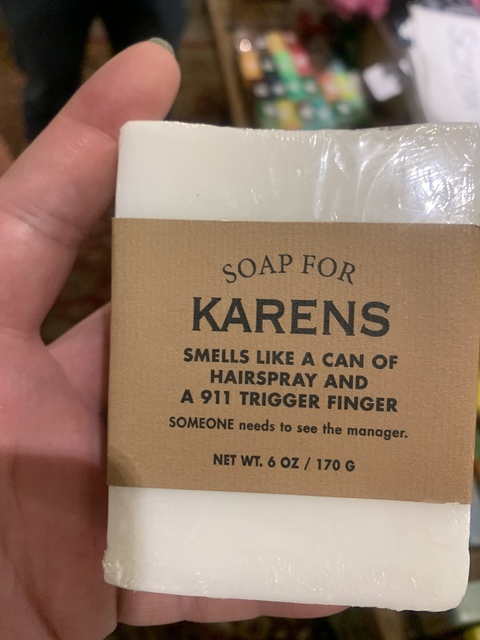 SOAP FOR
KARENS
SMELLS LIKE A CAN OF
HAIRSPRAY AND
A 911 TRIGGER FINGER
SOMEONE needs to see the manager.
NET WT. 6 OZ / 170 G